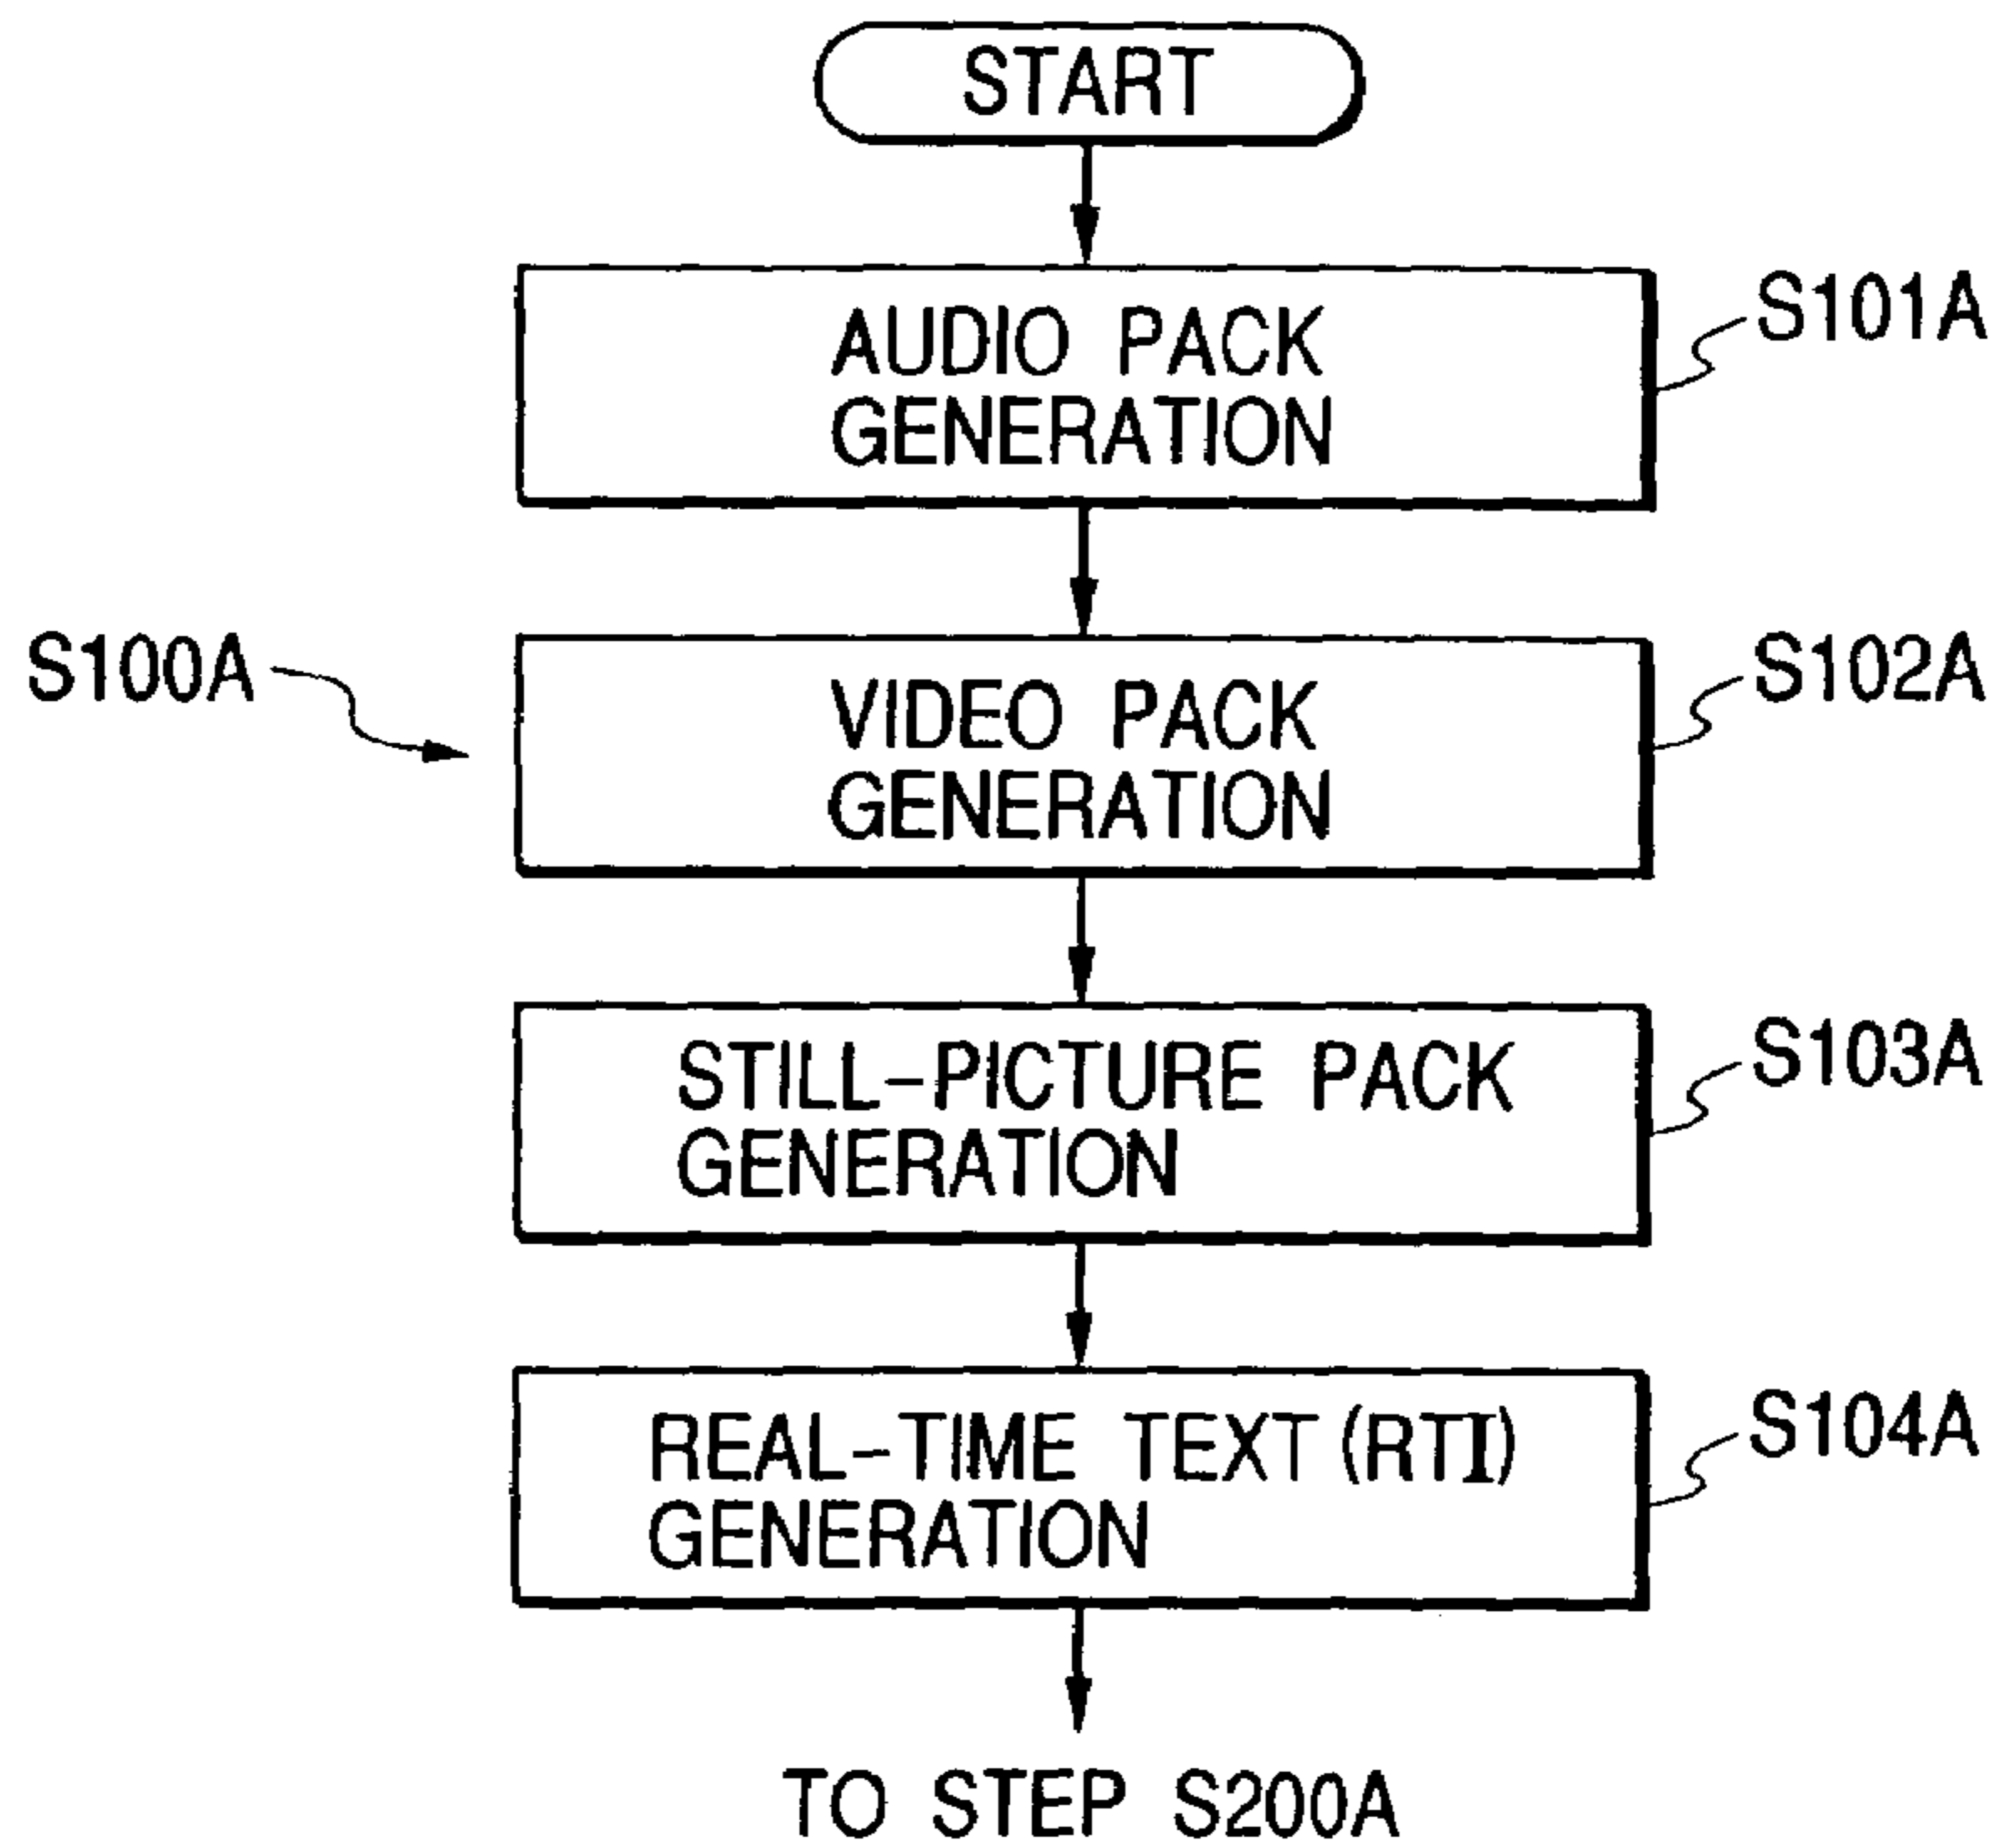 START
AUDIO PACK
GENERATION
S101A
S100A
VIDEO PACK
GENERATION
S102A
STILL-PICTURE PACK
GENERATION
S103A
REAL-TIME TEXT (RTI)
GENERATION
S104A
TO STEP S200A